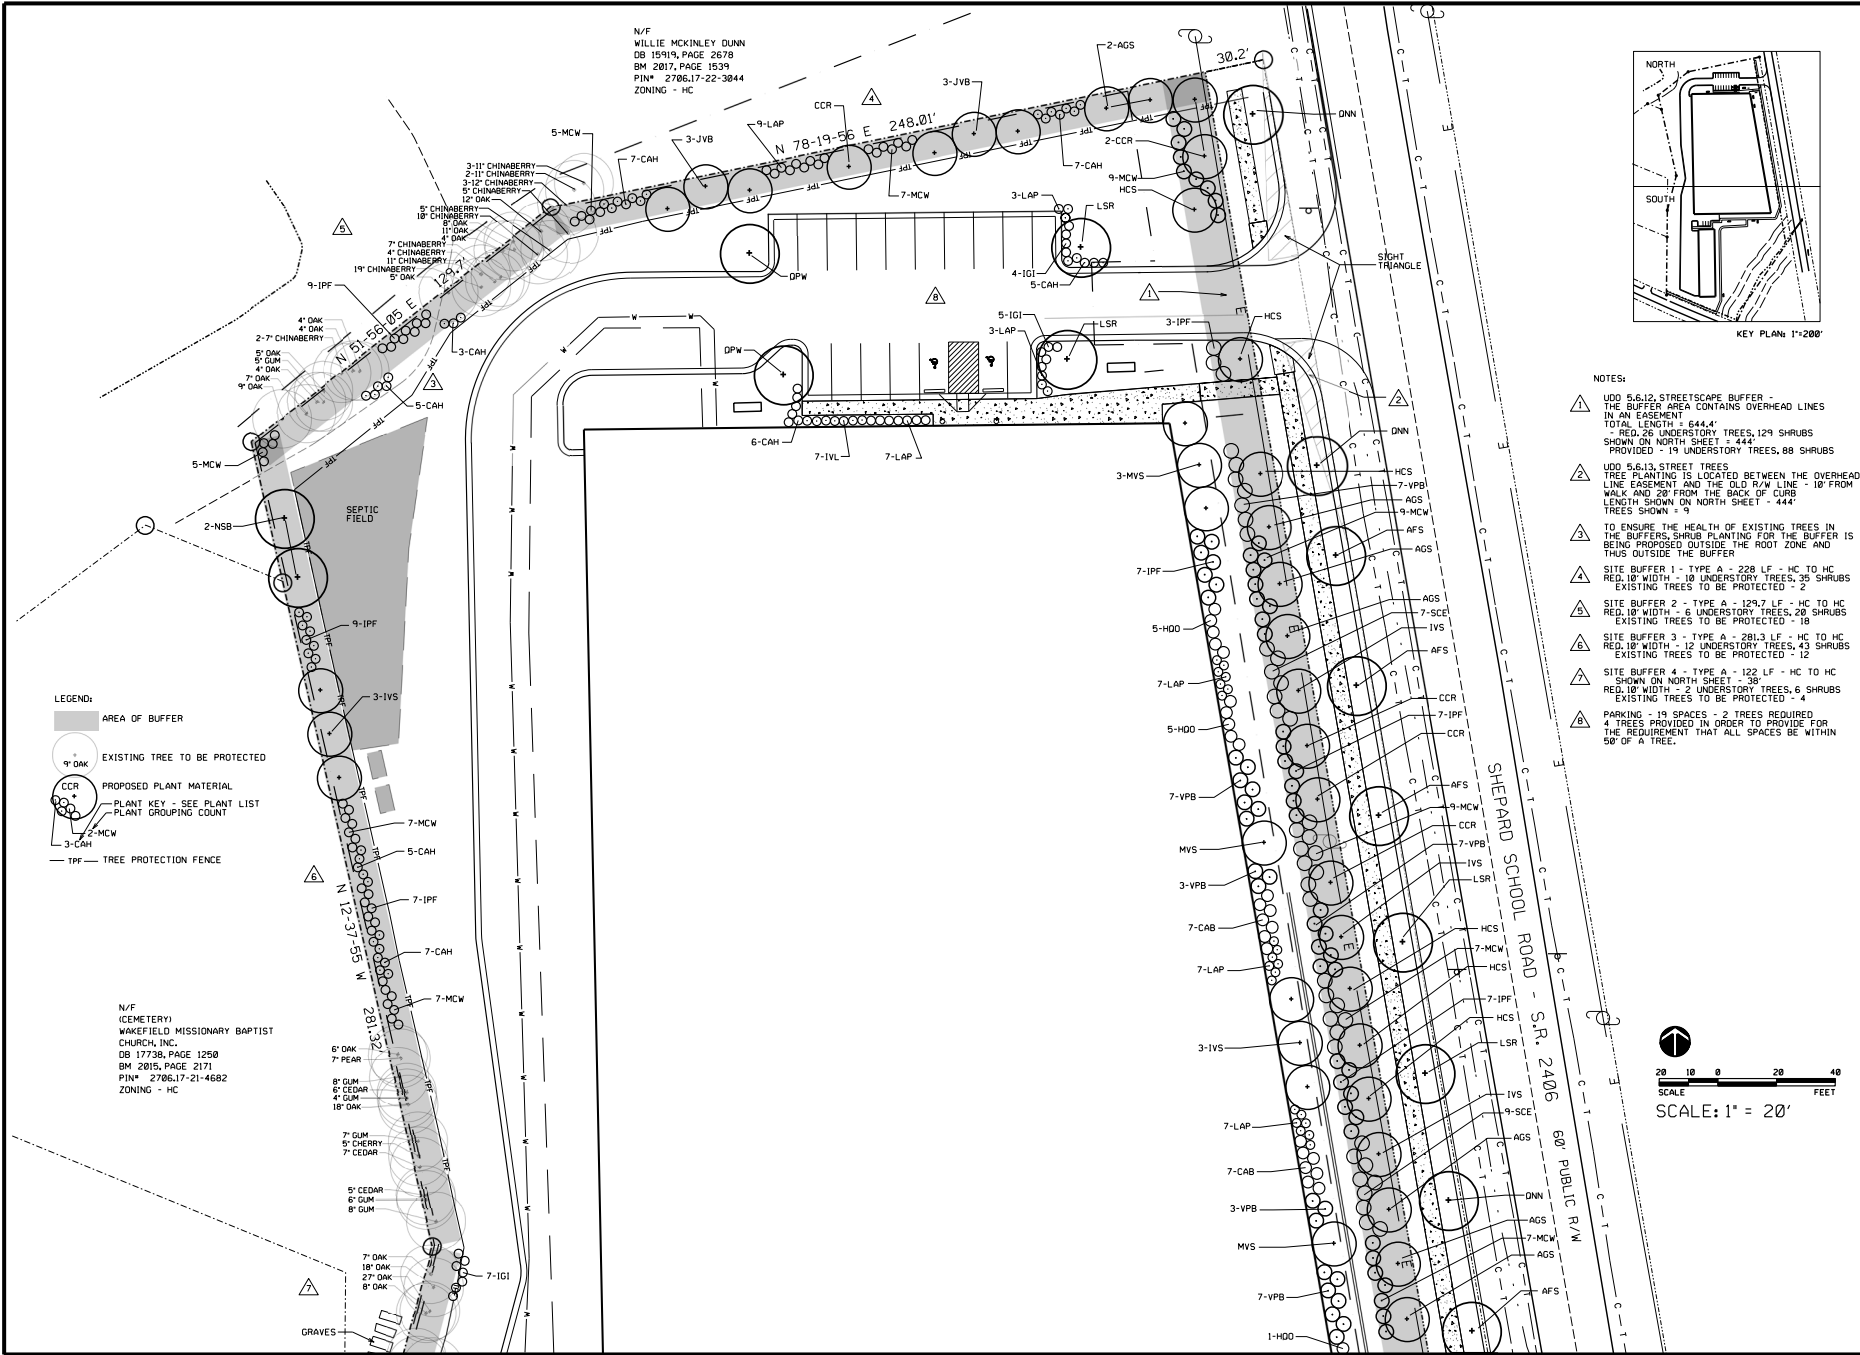 N/F
WILLIE MCKINLEY DUNN
DB 15919, PAGE 2678
BM 2017, PAGE 1539
PIN# 2706.17-22-3044
ZONING - HC
30.2'
2-AGS
3-JVB
CCR
4
9-LAP
N 78-19-56 E 248.01'
QNN
5-MCW
3-JVB
7-CAH
3-11" CHINABERRY
2-11" CHINABERRY
3-12" CHINABERRY
5" CHINABERRY
12" OAK
5" CHINABERRY
10" CHINABERRY
8" OAK
11" OAK
4" OAK
7" CHINABERRY
4" CHINABERRY
11" CHINABERRY
19" CHINABERRY
5" OAK
2-CCR
7-CAH
9-MCW
HCS
7-MCW
3-LAP
LSR
5
129.7'
N 51-56-05 E
9-IPF
QPW
4-IGI
5-CAH
SIGHT
TRIANGLE
8
1
4" OAK
4" OAK
2-7" CHINABERRY
5" OAK
5" GUM
4" OAK
7" OAK
9" OAK
3-CAH
3
5-CAH
QPW
5-IGI
3-LAP
LSR
3-IPF
HCS
2
5-MCW
6-CAH
7-IVL
7-LAP
QNN
3-MVS
HCS
7-VPB
AGS
9-MCW
AFS
AGS
SEPTIC
FIELD
2-NSB
7-IPF
9-IPF
5-HQO
AGS
7-SCE
IVS
AFS
7-LAP
5-HQO
CCR
7-IPF
CCR
3-IVS
7-VPB
AFS
9-MCW
CCR
7-VPB
IVS
LSR
MVS
3-VPB
7-CAB
7-LAP
HCS
7-MCW
HCS
7-IPF
HCS
LSR
3-IVS
7-LAP
7-CAB
3-VPB
MVS
7-VPB
1-HQO
IVS
9-SCE
AGS
QNN
AGS
7-MCW
AGS
AFS
SHEPARD SCHOOL ROAD - S.R. 2406 60' PUBLIC R/W
LEGEND:
AREA OF BUFFER
EXISTING TREE TO BE PROTECTED
9" OAK
CCR
PROPOSED PLANT MATERIAL
PLANT KEY - SEE PLANT LIST
PLANT GROUPING COUNT
2-MCW
3-CAH
TPF
TREE PROTECTION FENCE
7-MCW
5-CAH
6
7-IPF
7-CAH
7-MCW
N 12-37-55 W 281.32'
N/F
(CEMETERY)
WAKEFIELD MISSIONARY BAPTIST
CHURCH, INC.
DB 17738, PAGE 1250
BM 2015, PAGE 2171
PIN# 2706.17-21-4682
ZONING - HC
6" OAK
7" PEAR
8" GUM
6" CEDAR
4" GUM
18" OAK
7" GUM
5" CHERRY
7" CEDAR
5" CEDAR
6" GUM
8" GUM
7" OAK
18" OAK
27" OAK
8" OAK
7
7-IGI
GRAVES
NORTH
SOUTH
KEY PLAN: 1"=200'
NOTES:
1 UDO 5.6.12, STREETSCAPE BUFFER -
THE BUFFER AREA CONTAINS OVERHEAD LINES
IN AN EASEMENT
TOTAL LENGTH = 644.4'
- REQ. 26 UNDERSTORY TREES, 129 SHRUBS
SHOWN ON NORTH SHEET = 444'
PROVIDED - 19 UNDERSTORY TREES, 88 SHRUBS
2 UDO 5.6.13, STREET TREES
TREE PLANTING IS LOCATED BETWEEN THE OVERHEAD
LINE EASEMENT AND THE OLD R/W LINE - 10' FROM
WALK AND 20' FROM THE BACK OF CURB
LENGTH SHOWN ON NORTH SHEET - 444'
TREES SHOWN = 9
3 TO ENSURE THE HEALTH OF EXISTING TREES IN
THE BUFFERS, SHRUB PLANTING FOR THE BUFFER IS
BEING PROPOSED OUTSIDE THE ROOT ZONE AND
THUS OUTSIDE THE BUFFER
4 SITE BUFFER 1 - TYPE A - 228 LF - HC TO HC
REQ. 10' WIDTH - 10 UNDERSTORY TREES, 35 SHRUBS
EXISTING TREES TO BE PROTECTED - 2
5 SITE BUFFER 2 - TYPE A - 129.7 LF - HC TO HC
REQ. 10' WIDTH - 6 UNDERSTORY TREES, 20 SHRUBS
EXISTING TREES TO BE PROTECTED - 18
6 SITE BUFFER 3 - TYPE A - 281.3 LF - HC TO HC
REQ. 10' WIDTH - 12 UNDERSTORY TREES, 43 SHRUBS
EXISTING TREES TO BE PROTECTED - 12
7 SITE BUFFER 4 - TYPE A - 122 LF - HC TO HC
SHOWN ON NORTH SHEET - 38'
REQ. 10' WIDTH - 2 UNDERSTORY TREES, 6 SHRUBS
EXISTING TREES TO BE PROTECTED - 4
8 PARKING - 19 SPACES - 2 TREES REQUIRED
4 TREES PROVIDED IN ORDER TO PROVIDE FOR
THE REQUIREMENT THAT ALL SPACES BE WITHIN
50' OF A TREE.
20 10 0 20 40
SCALE FEET
SCALE: 1" = 20'